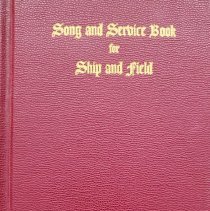 Song and Service Book
for
Ship and Field